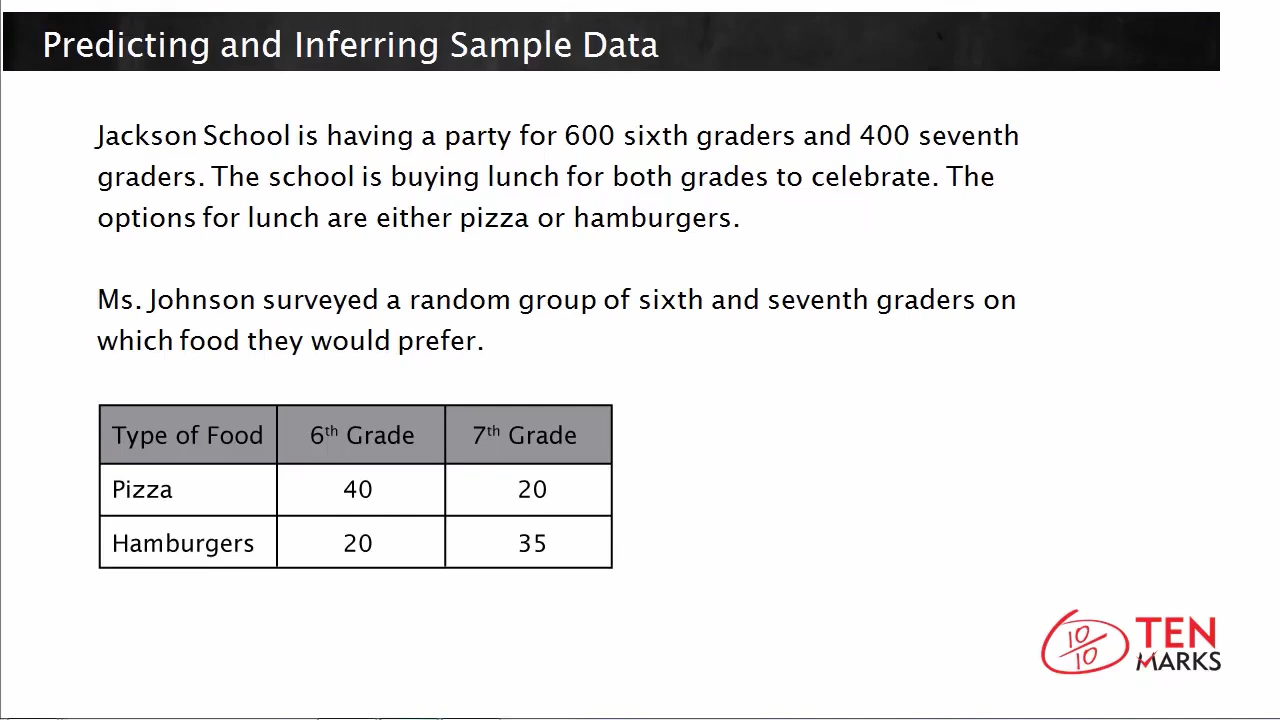 Predicting and Inferring Sample Data
Jackson School is having a party for 600 sixth graders and 400 seventh
graders. The school is buying lunch for both grades to celebrate. The
options for lunch are either pizza or hamburgers.
Ms. Johnson surveyed a random group of sixth and seventh graders on
which food they would prefer.
Type of Food 6th Grade 7th Grade
Pizza 40 20
Hamburgers 20 35
10/10
TEN
MARKS